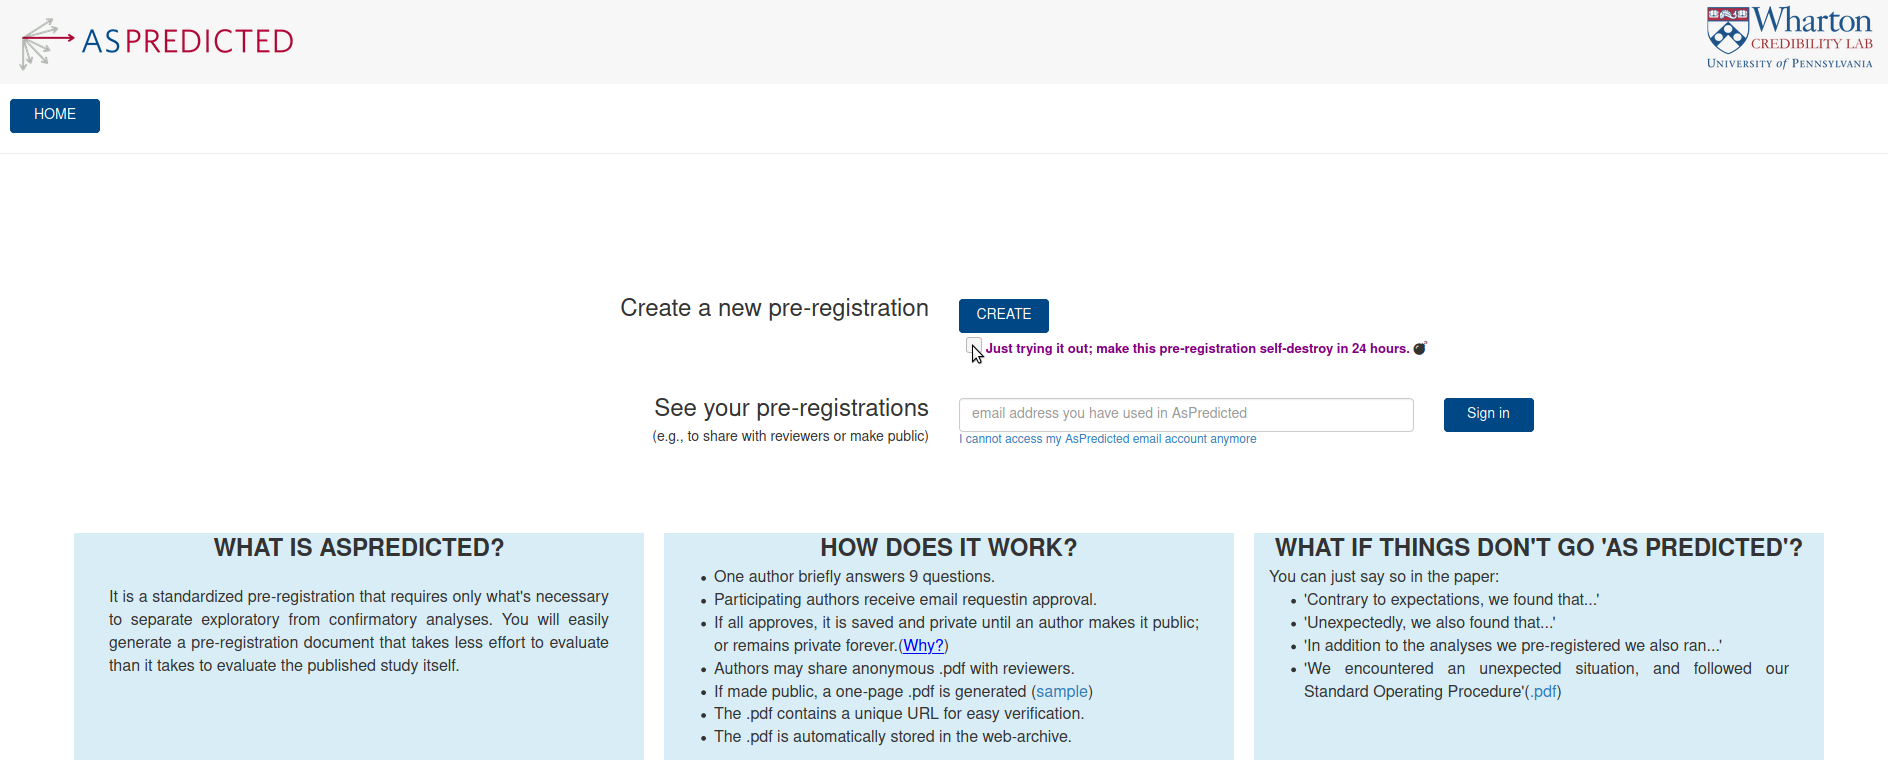 ASPREDICTED
Wharton
CREDIBILITY LAB
UNIVERSITY of PENNSYLVANIA
HOME
Create a new pre-registration
CREATE
Just trying it out; make this pre-registration self-destroy in 24 hours.
See your pre-registrations
(e.g., to share with reviewers or make public)
email address you have used in AsPredicted
Sign in
I cannot access my AsPredicted email account anymore
WHAT IS ASPREDICTED?
It is a standardized pre-registration that requires only what's necessary
to separate exploratory from confirmatory analyses. You will easily
generate a pre-registration document that takes less effort to evaluate
than it takes to evaluate the published study itself.
HOW DOES IT WORK?
• One author briefly answers 9 questions.
• Participating authors receive email requestin approval.
• If all approves, it is saved and private until an author makes it public;
or remains private forever.(Why?)
• Authors may share anonymous .pdf with reviewers.
• If made public, a one-page .pdf is generated (sample)
• The .pdf contains a unique URL for easy verification.
• The .pdf is automatically stored in the web-archive.
WHAT IF THINGS DON'T GO 'AS PREDICTED'?
You can just say so in the paper:
• 'Contrary to expectations, we found that...'
• 'Unexpectedly, we also found that...'
• 'In addition to the analyses we pre-registered we also ran...'
• 'We encountered an unexpected situation, and followed our
Standard Operating Procedure'(.pdf)